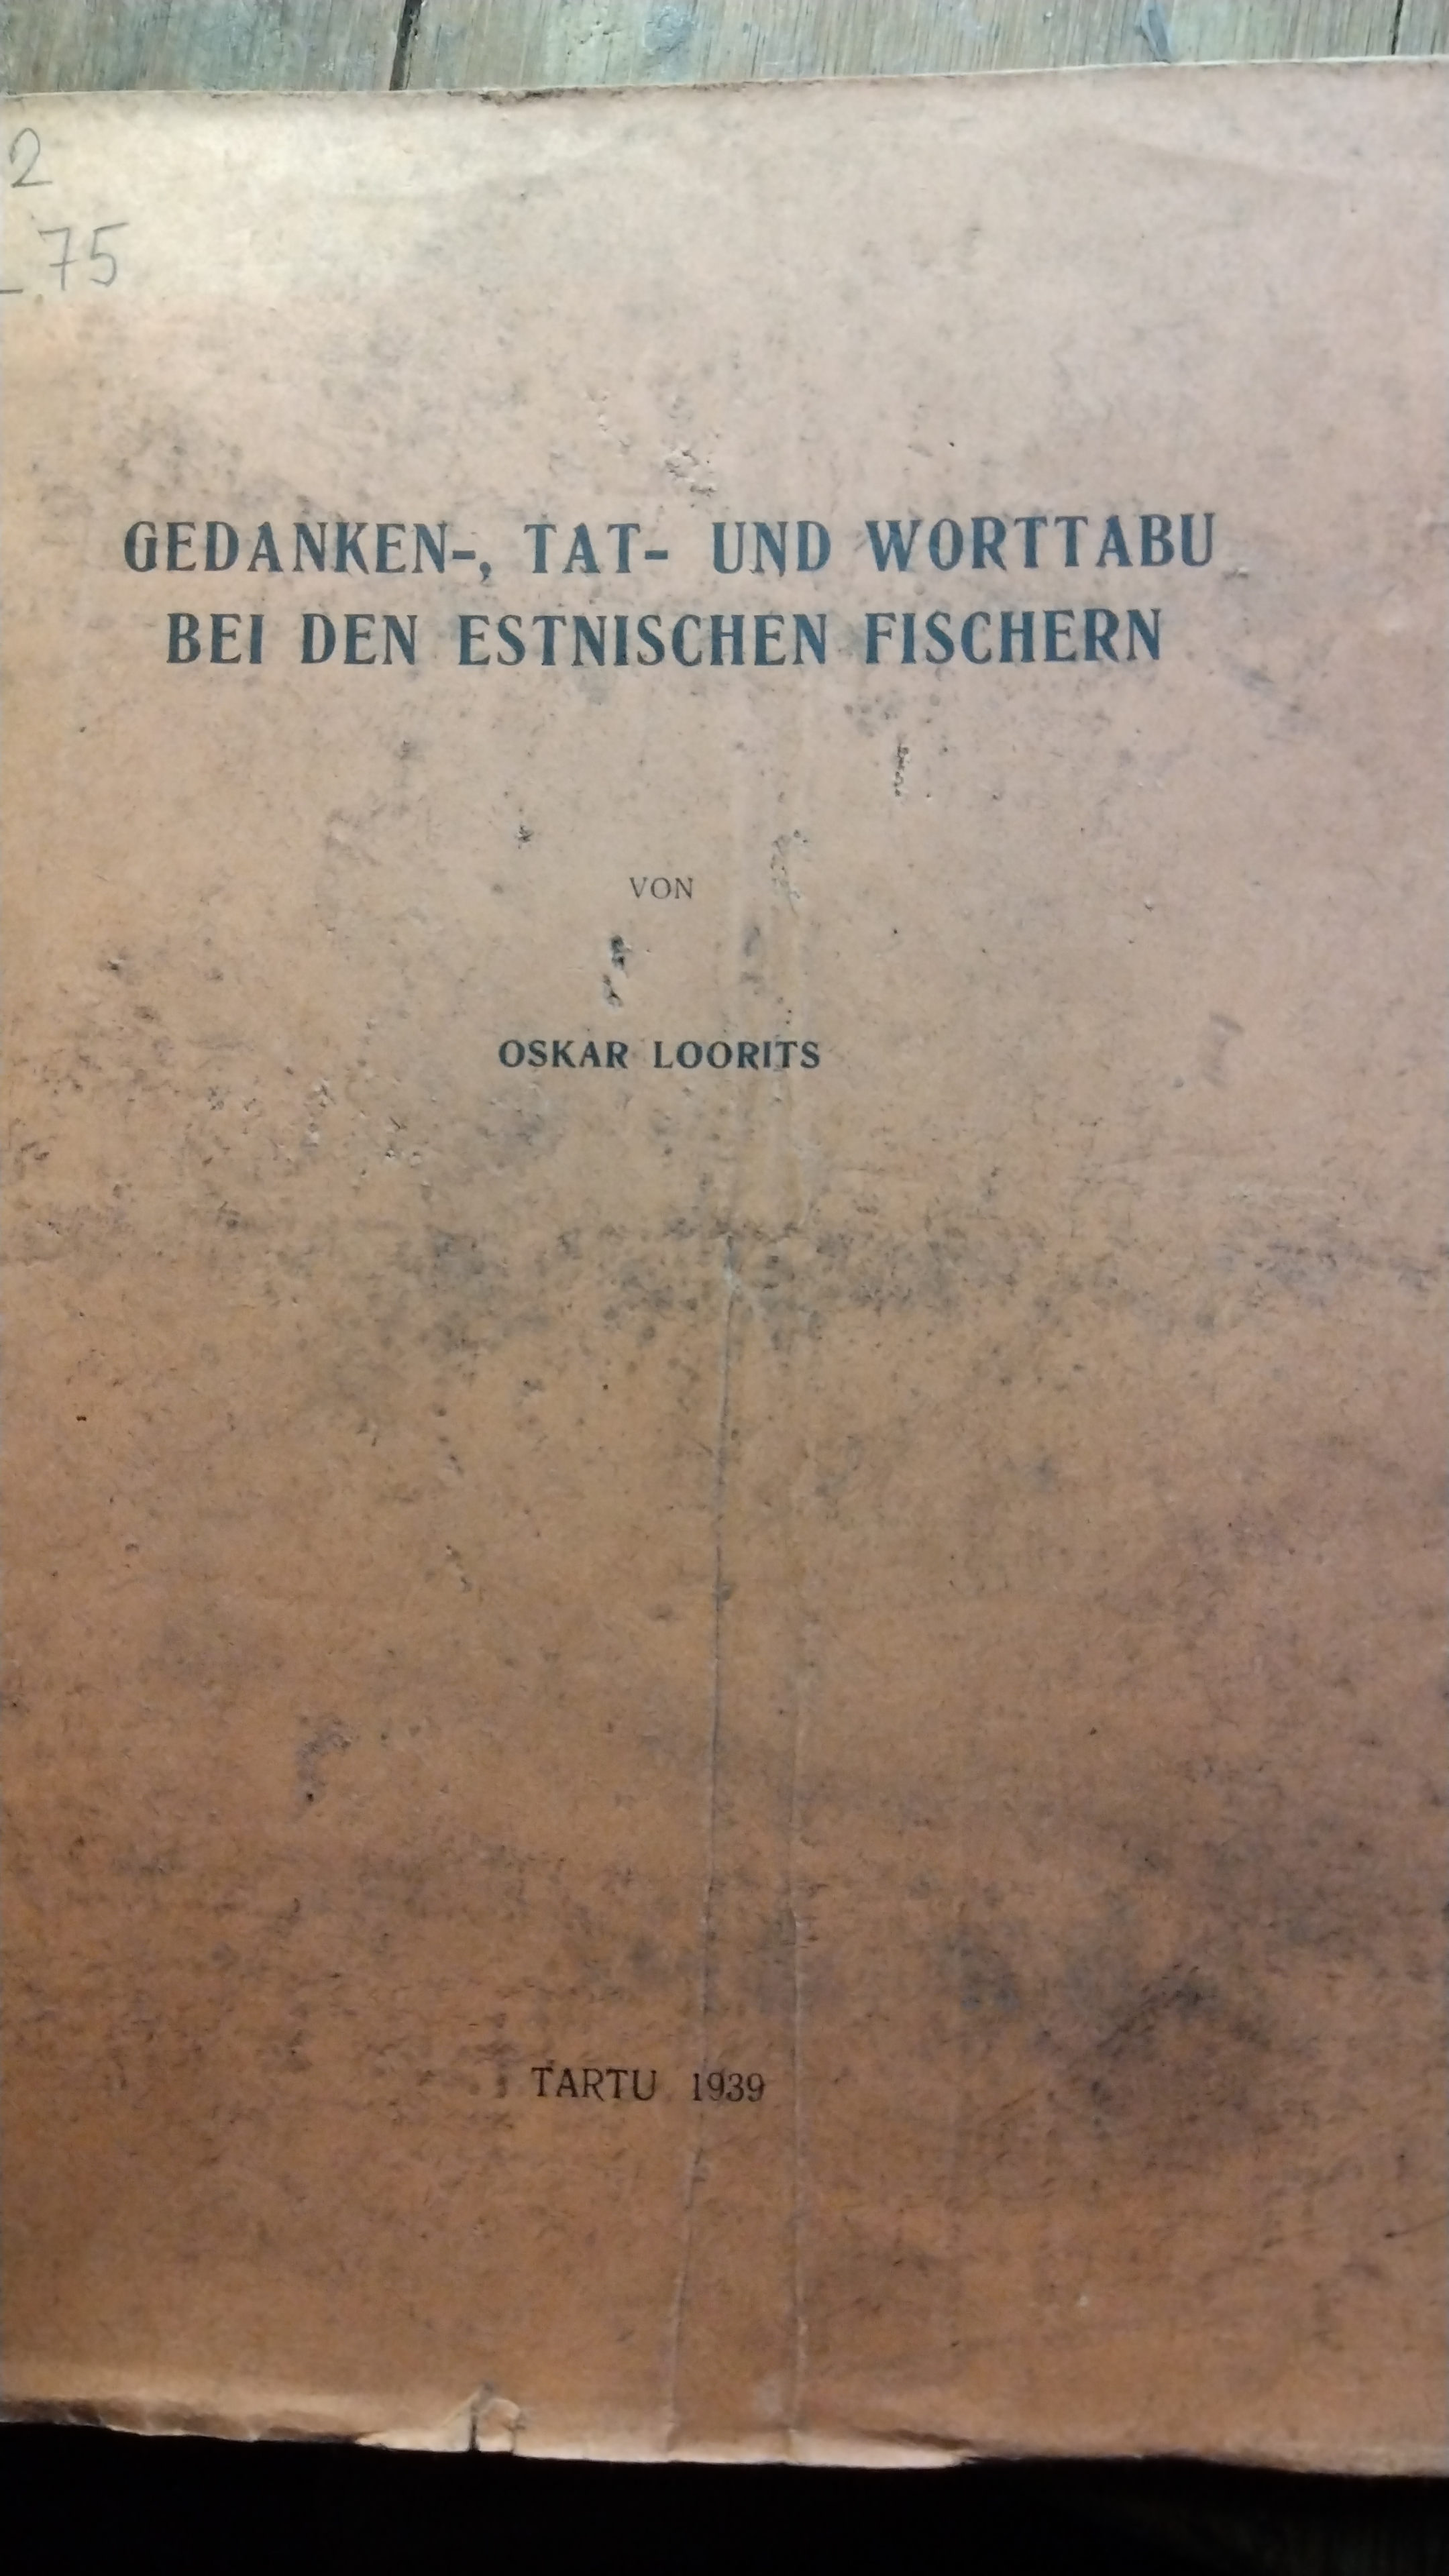 2
75
GEDANKEN-, TAT- UND WORTTABU
BEI DEN ESTNISCHEN FISCHERN
VON
OSKAR LOORITS
TARTU 1939